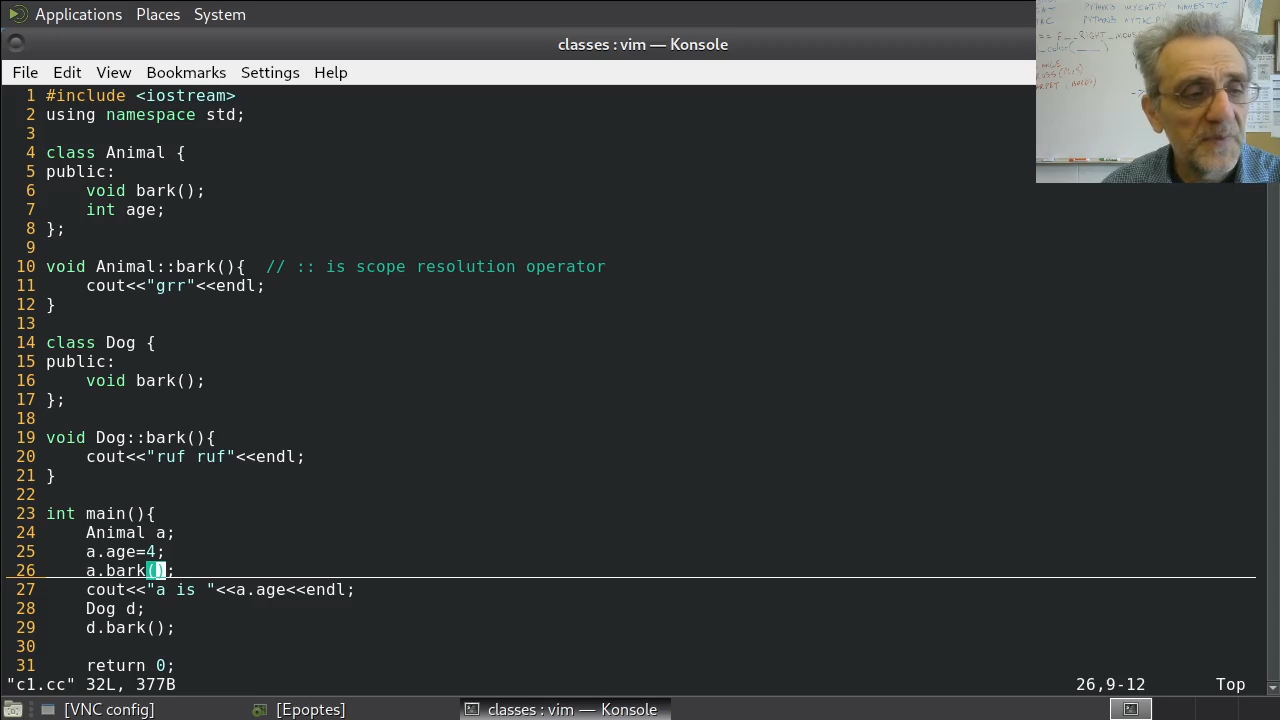 Applications Places System
classes : vim — Konsole
File Edit View Bookmarks Settings Help
1 #include <iostream>
2 using namespace std;
3
4 class Animal {
5 public:
6     void bark();
7     int age;
8 };
9
10 void Animal::bark(){  // :: is scope resolution operator
11     cout<<"grr"<<endl;
12 }
13
14 class Dog {
15 public:
16     void bark();
17 };
18
19 void Dog::bark(){
20     cout<<"ruf ruf"<<endl;
21 }
22
23 int main(){
24     Animal a;
25     a.age=4;
26     a.bark();
27     cout<<"a is "<<a.age<<endl;
28     Dog d;
29     d.bark();
30
31     return 0;
"c1.cc" 32L, 377B 26,9-12 Top
[VNC config] [Epoptes] classes : vim — Konsole